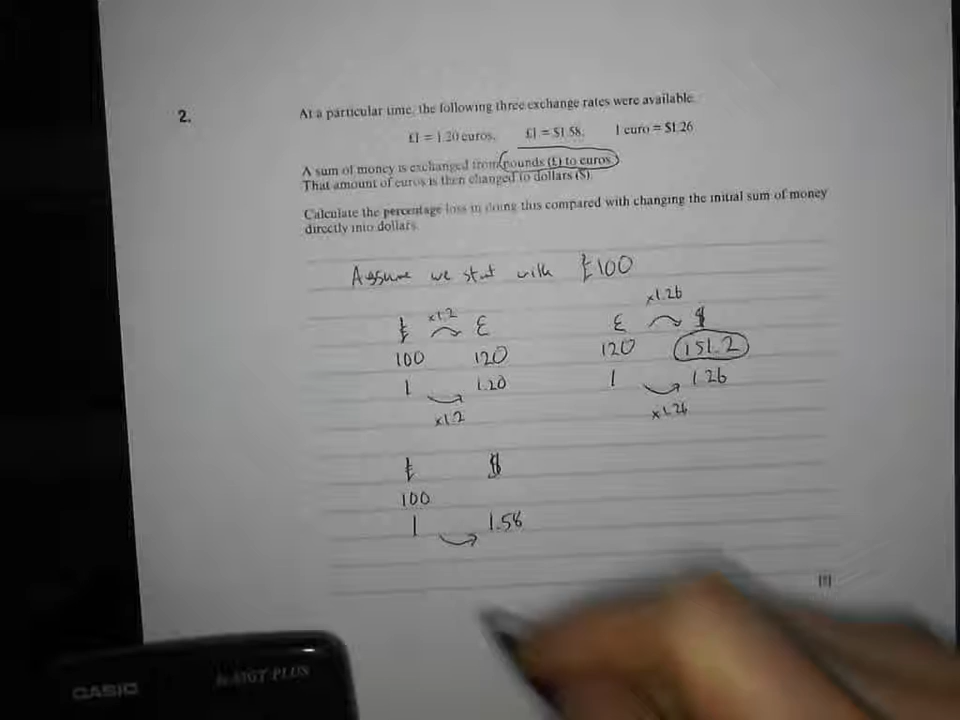 2.
At a particular time, the following three exchange rates were available.
£1 = 1.20 euros, £1 = $1.58, 1 euro = $1.26
A sum of money is exchanged from pounds (£) to euros.
That amount of euros is then changed to dollars ($).
Calculate the percentage loss in doing this compared with changing the initial sum of money
directly into dollars.
Assume we start with £100
×1.2 ×1.26
£ € € $
100 120 120 151.2
1 1.20 1 1.26
×1.2 ×1.26
£ $
100
1 1.58
CASIO PLUS